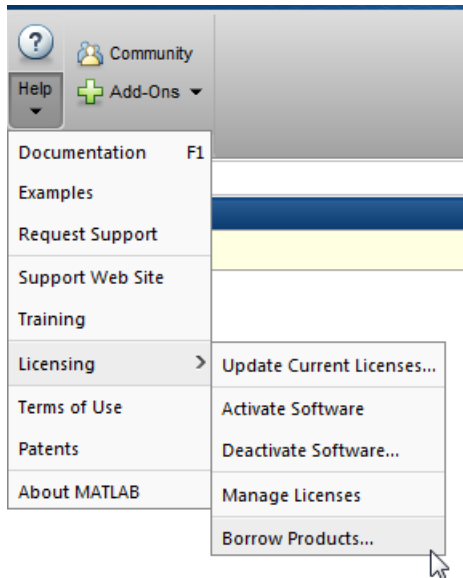 ?
Community
Help
Add-Ons
Documentation F1
Examples
Request Support
Support Web Site
Training
Licensing >
Update Current Licenses...
Terms of Use
Activate Software
Patents
Deactivate Software...
About MATLAB
Manage Licenses
Borrow Products...